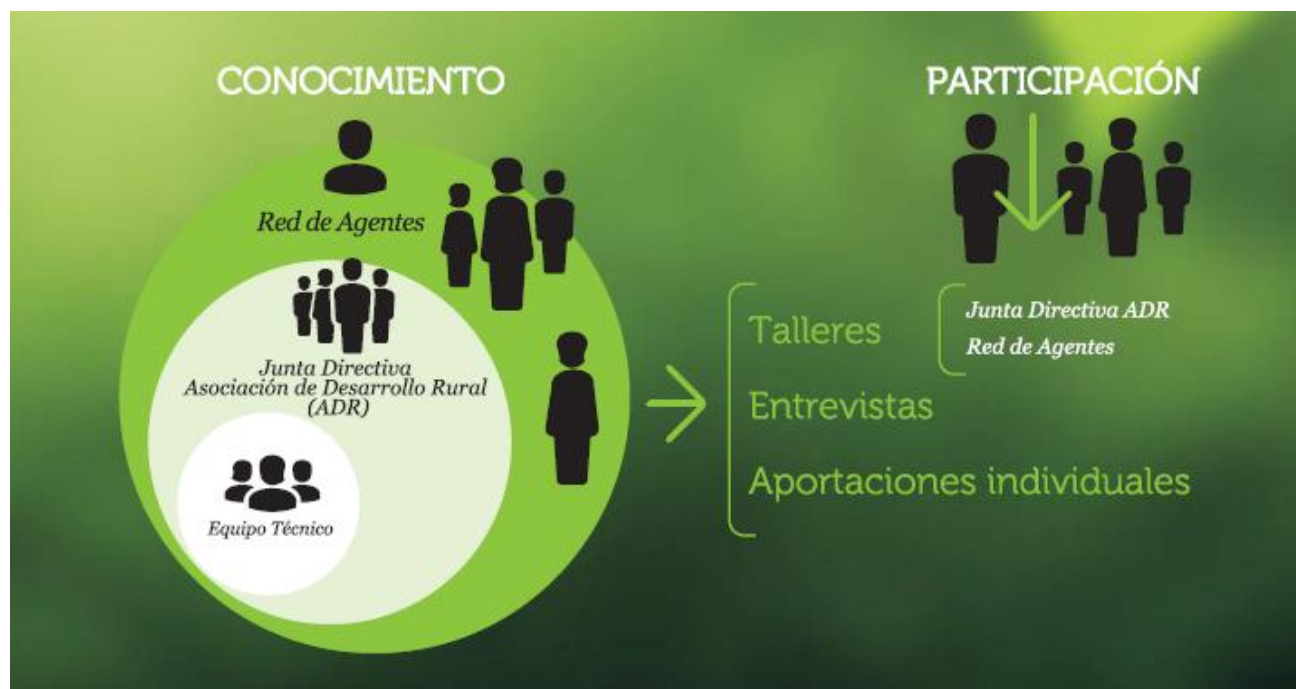 CONOCIMIENTO
Red de Agentes
Junta Directiva
Asociación de Desarrollo Rural
(ADR)
Equipo Técnico
PARTICIPACIÓN
Talleres
Junta Directiva ADR
Red de Agentes
Entrevistas
Aportaciones individuales